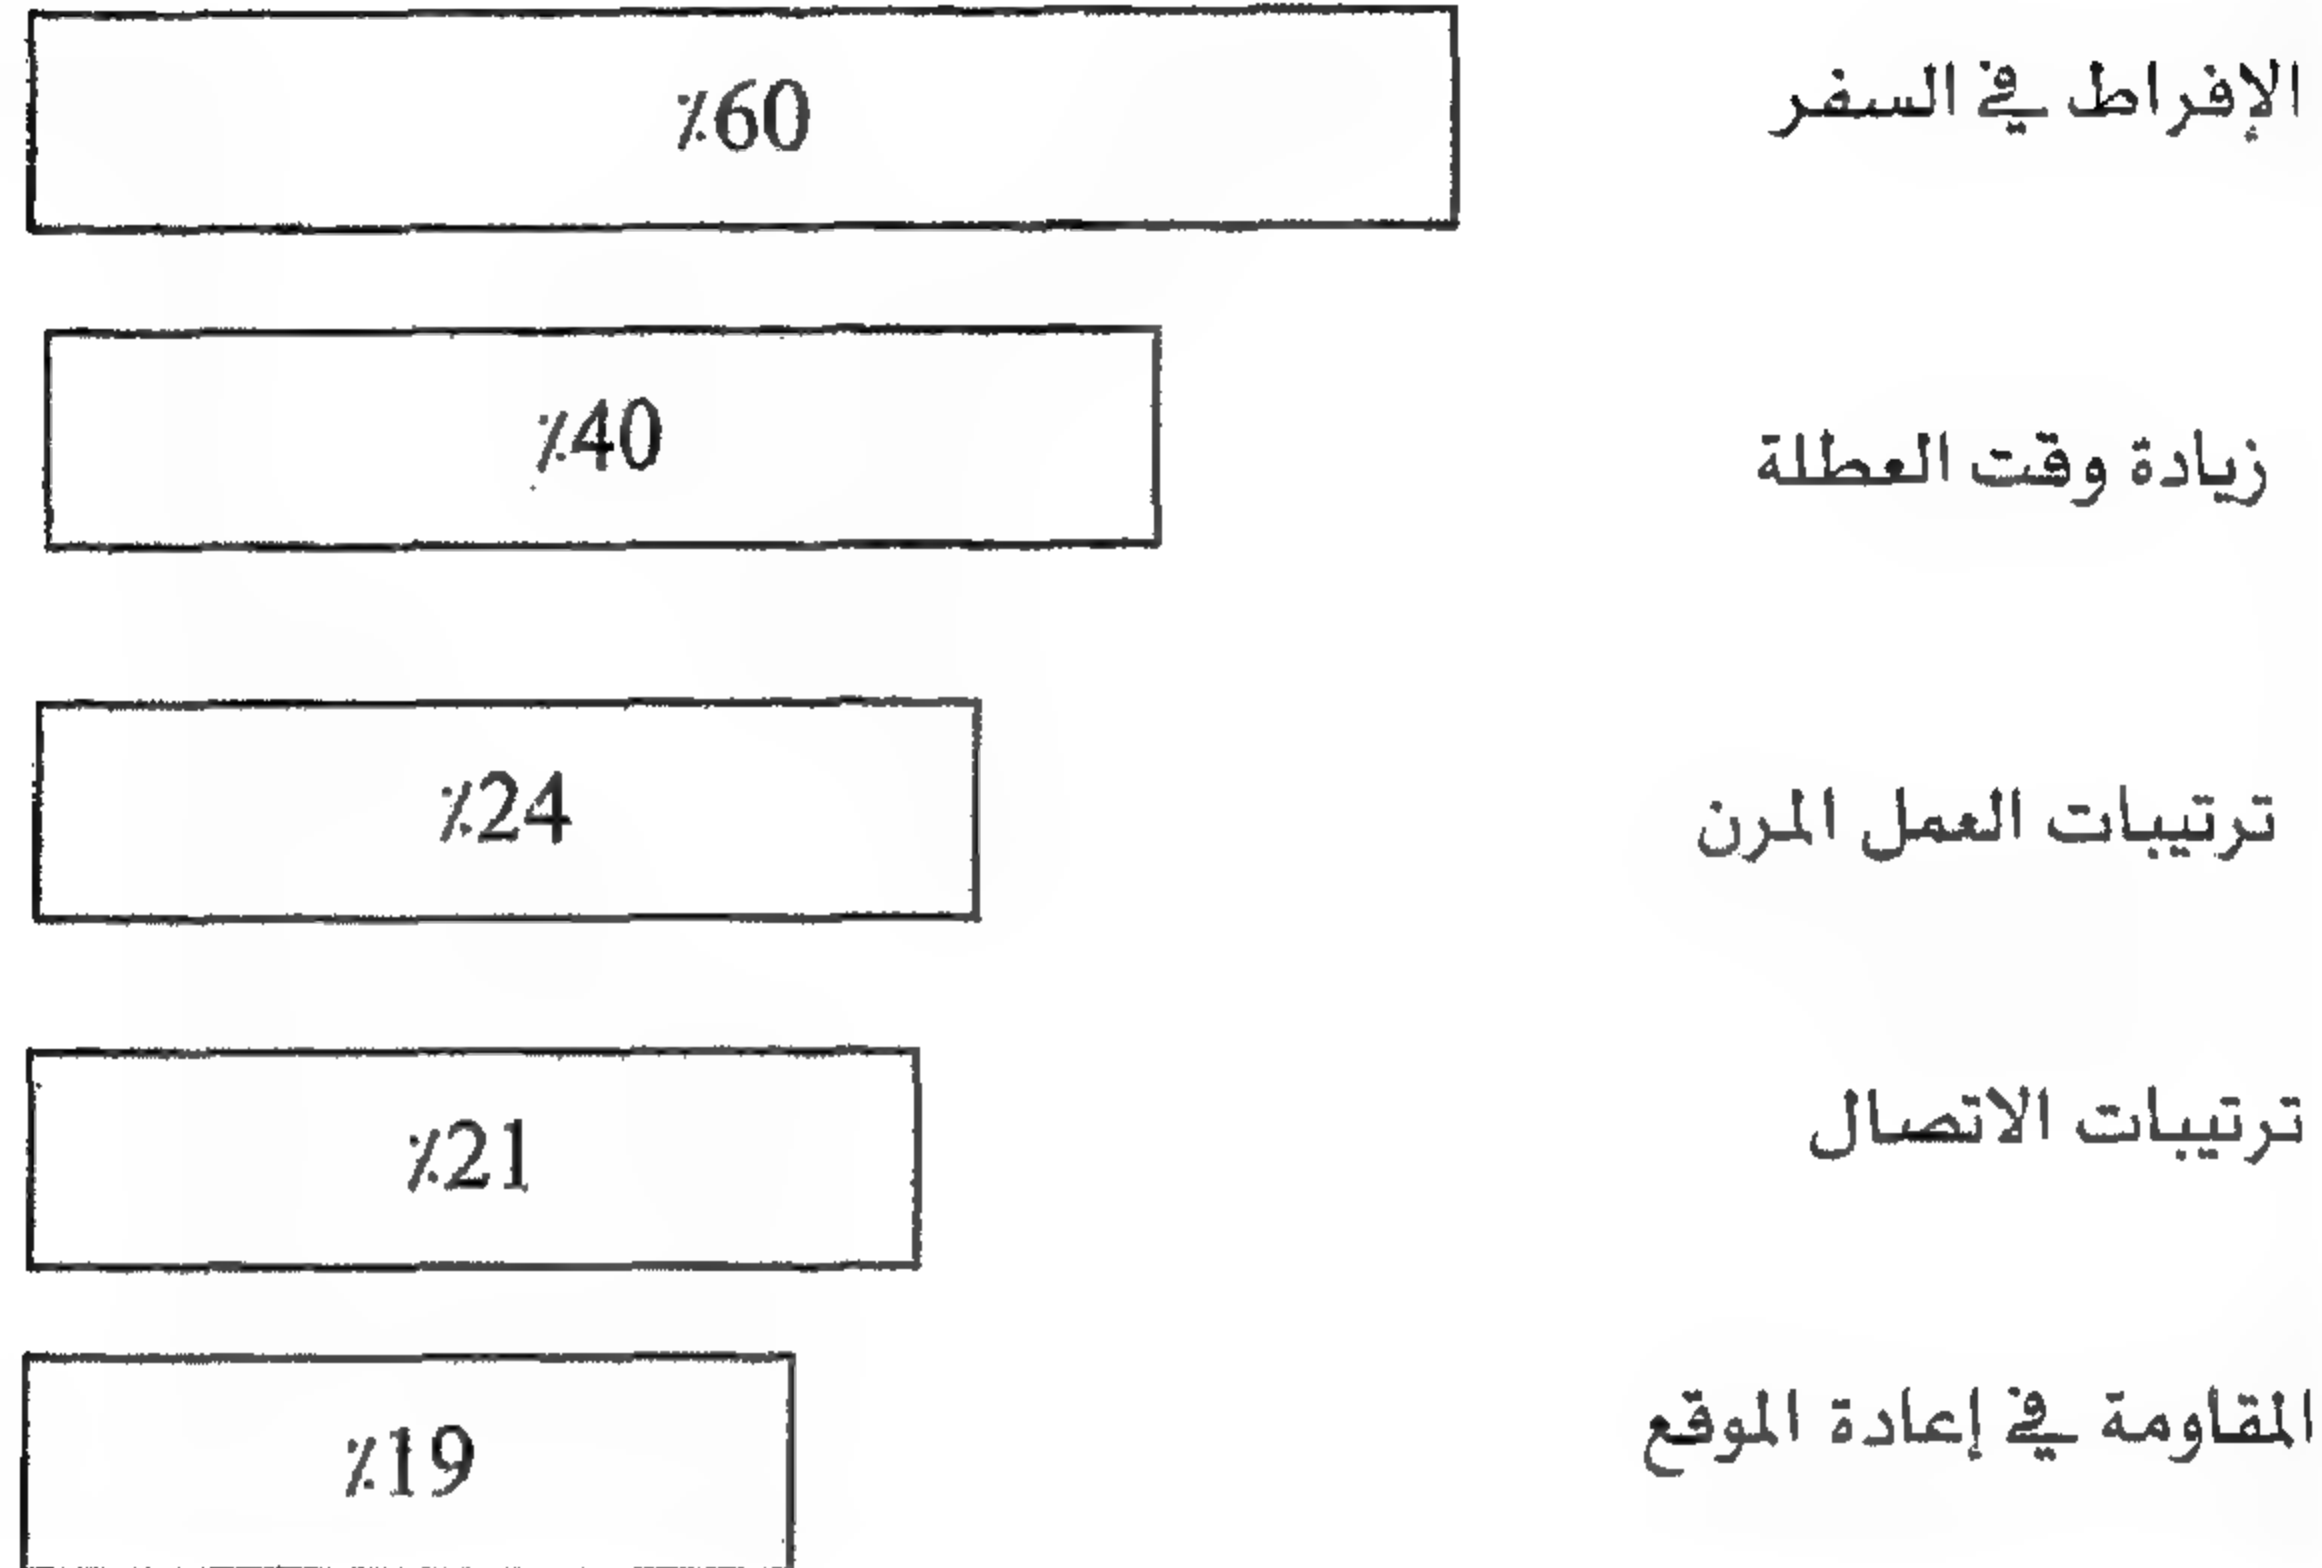 الإفراط في السفر ٪60
زيادة وقت العطلة ٪40
ترتيبات العمل المرن ٪24
ترتيبات الاتصال ٪21
المقاومة في إعادة الموقع ٪19